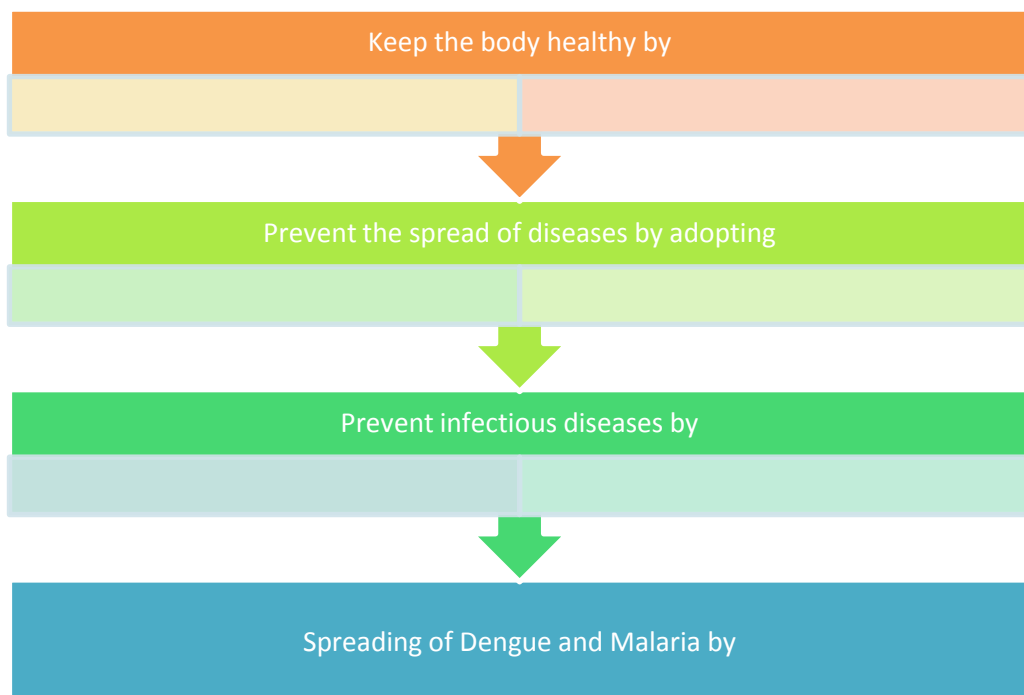 Keep the body healthy by
Prevent the spread of diseases by adopting
Prevent infectious diseases by
Spreading of Dengue and Malaria by